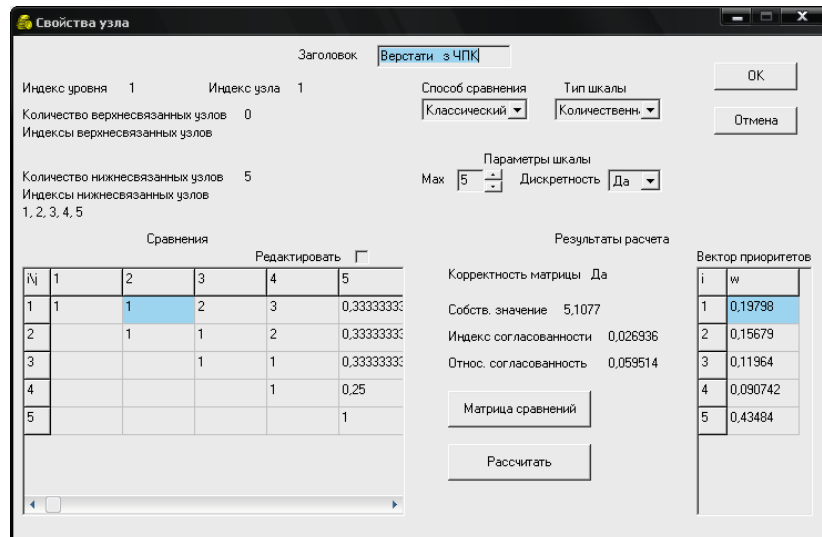 Свойства узла
Заголовок Верстати з ЧПК
Индекс уровня 1 Индекс узла 1
Количество верхнесвязанных узлов 0
Индексы верхнесвязанных узлов
Количество нижнесвязанных узлов 5
Индексы нижнесвязанных узлов
1, 2, 3, 4, 5
Способ сравнения Тип шкалы
Классический Количественн
Параметры шкалы
Max 5 Дискретность Да
OK
Отмена
Сравнения
Редактировать
i\j 1 2 3 4 5
1 1 1 2 3 0,33333333
2 1 1 2 0,33333333
3 1 1 0,33333333
4 1 0,25
5 1
Результаты расчета
Корректность матрицы Да
Собств. значение 5,1077
Индекс согласованности 0,026936
Относ. согласованность 0,059514
Матрица сравнений
Рассчитать
Вектор приоритетов
i w
1 0,19798
2 0,15679
3 0,11964
4 0,090742
5 0,43484